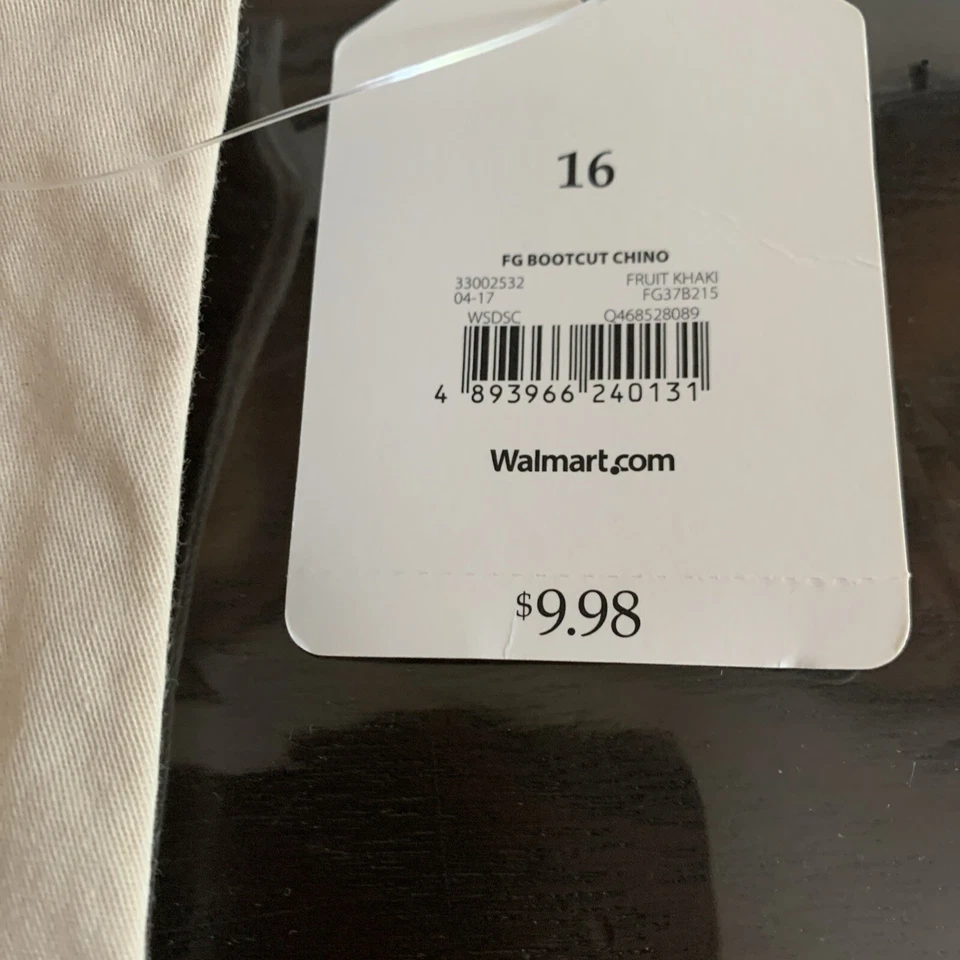 16
FG BOOTCUT CHINO
33002532 FRUIT KHAKI
04-17 FG37B215
WSDSC Q468528089
4 893966 240131
Walmart.com
$9.98